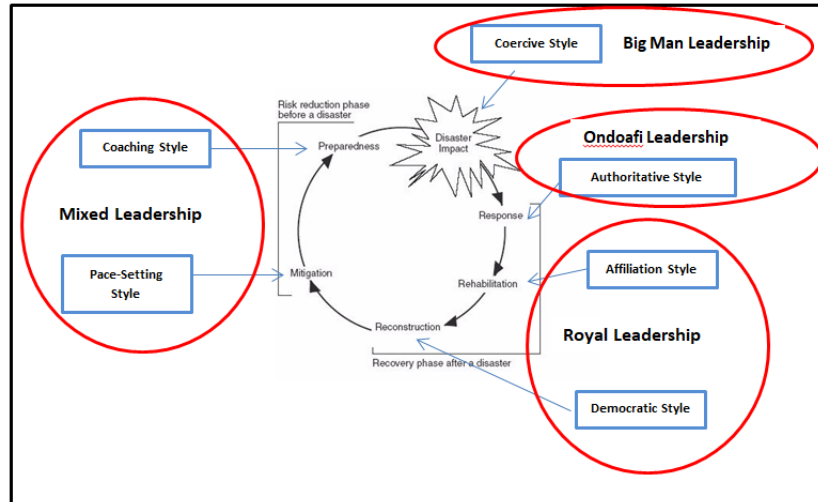 Coercive Style
Big Man Leadership
Risk reduction phase
before a disaster
Disaster
Impact
Preparedness
Coaching Style
Ondoafi Leadership
Authoritative Style
Mixed Leadership
Response
Pace-Setting
Style
Mitigation
Rehabilitation
Affiliation Style
Reconstruction
Royal Leadership
Recovery phase after a disaster
Democratic Style